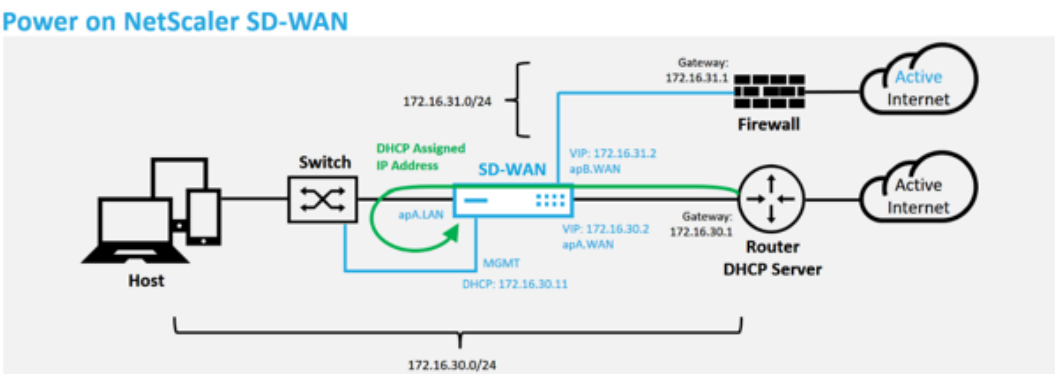 Power on NetScaler SD-WAN
Gateway:
172.16.31.1
Active
Internet
172.16.31.0/24
Firewall
DHCP Assigned
IP Address
Switch
SD-WAN
VIP: 172.16.31.2
apB.WAN
Active
Internet
apA.LAN
Gateway:
172.16.30.1
VIP: 172.16.30.2
apA.WAN
Router
DHCP Server
MGMT
DHCP: 172.16.30.11
Host
172.16.30.0/24